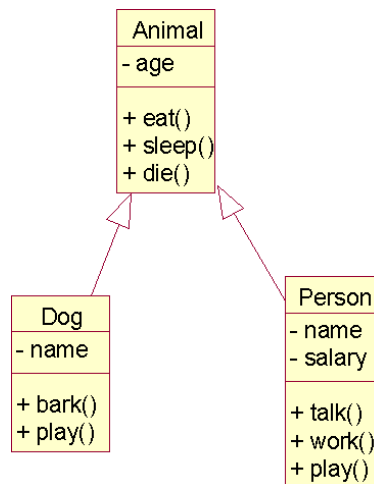 Animal
- age
+ eat()
+ sleep()
+ die()
Dog
- name
+ bark()
+ play()
Person
- name
- salary
+ talk()
+ work()
+ play()